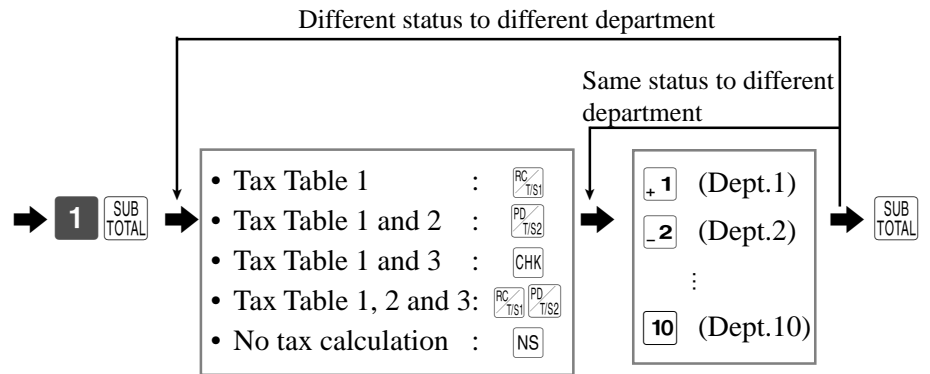 Different status to different department
Same status to different
department
• Tax Table 1 : RC/T/S1
• Tax Table 1 and 2 : PD/T/S2
• Tax Table 1 and 3 : CHK
• Tax Table 1, 2 and 3: RC/T/S1 PD/T/S2
• No tax calculation : NS
1 SUB TOTAL
+ 1 (Dept.1)
- 2 (Dept.2)
⋮
10 (Dept.10)
SUB TOTAL